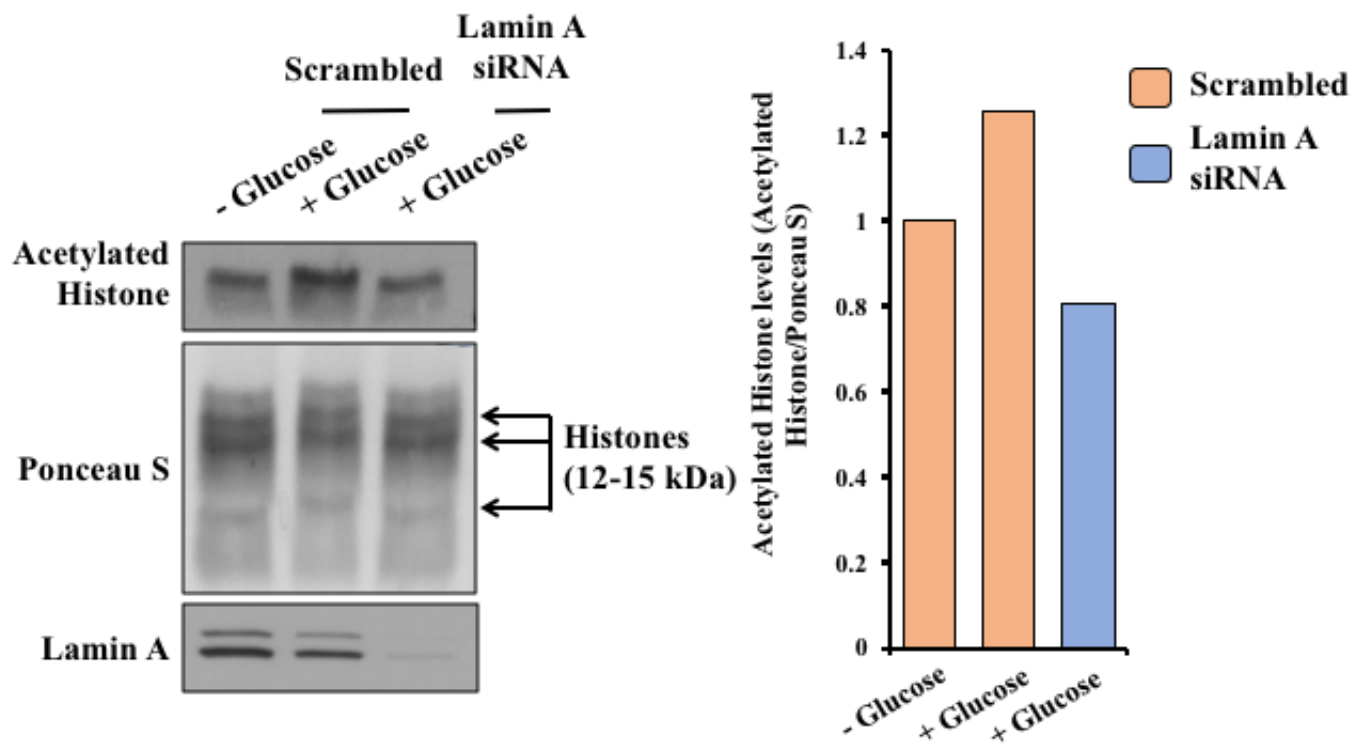 Lamin A
siRNA
Scrambled
- Glucose
+ Glucose
+ Glucose
Acetylated
Histone
Ponceau S
Histones
(12-15 kDa)
Lamin A
Acetylated Histone levels (Acetylated
Histone/Ponceau S)
1.4
1.2
1
0.8
0.6
0.4
0.2
0
- Glucose
+ Glucose
+ Glucose
Scrambled
Lamin A
siRNA